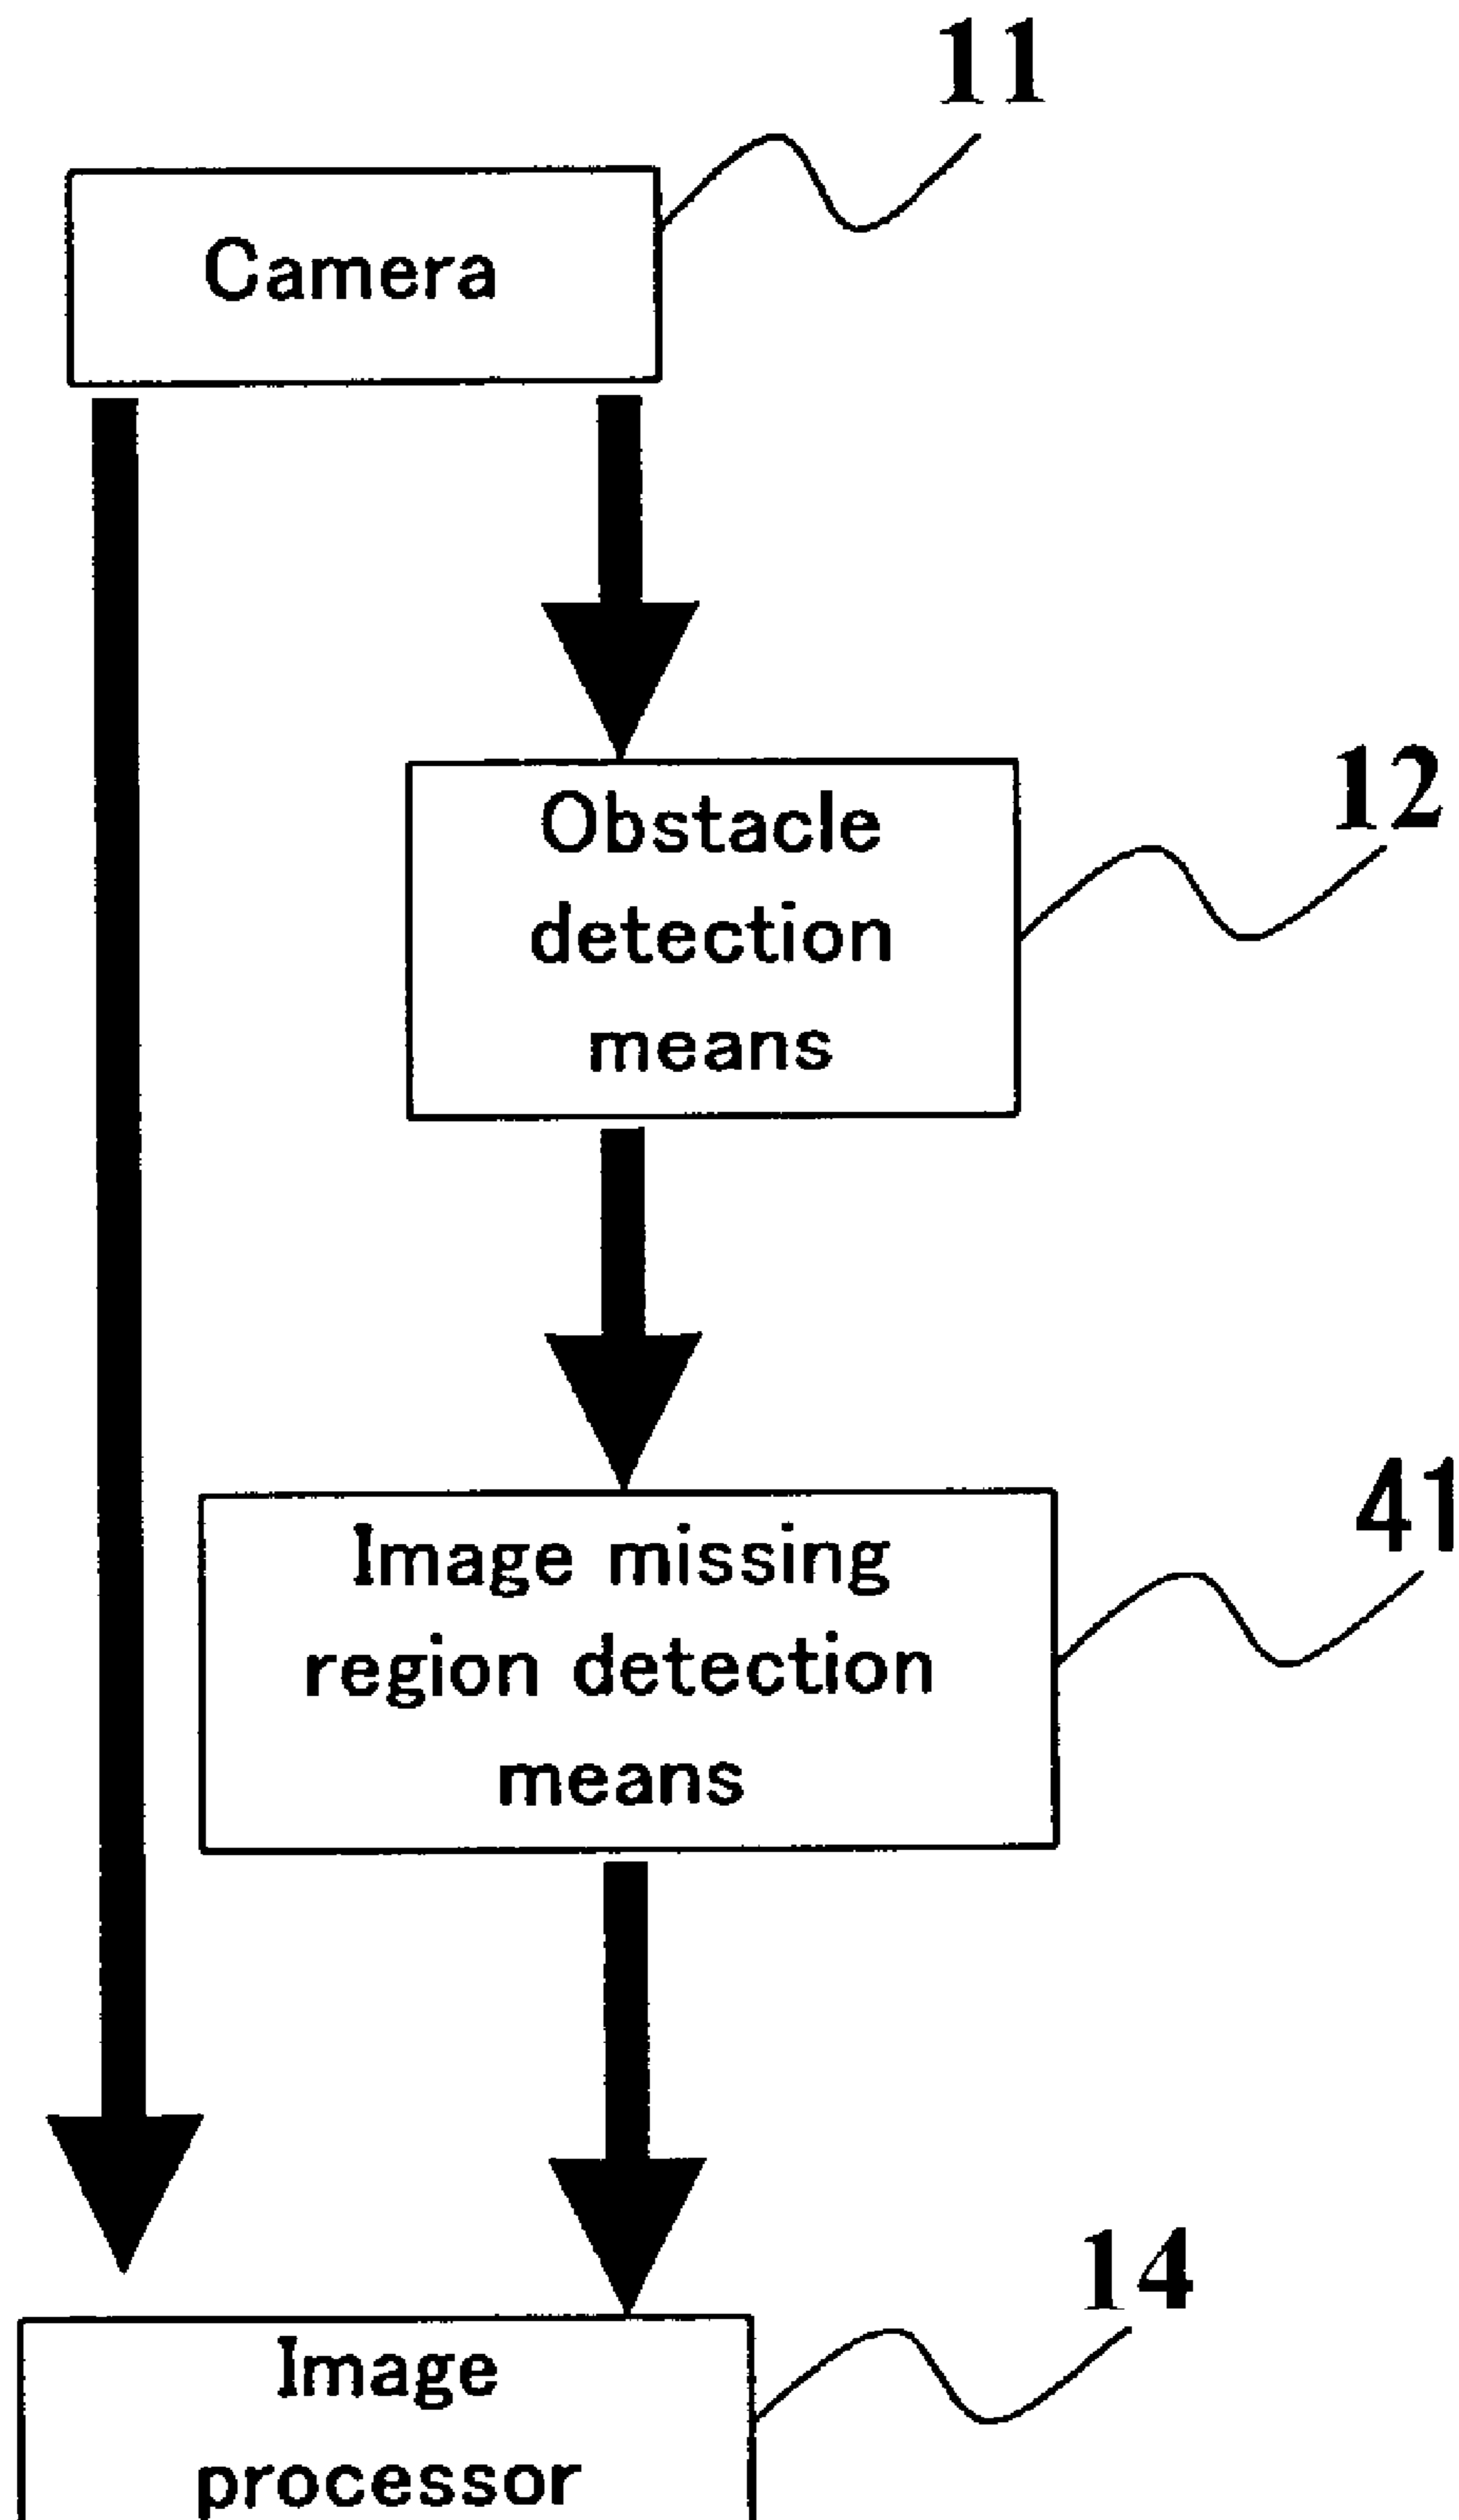 11
Camera
12
Obstacle
detection
means
41
Image missing
region detection
means
14
Image
processor